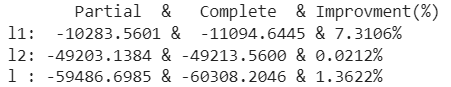 Partial & Complete & Improvment(%)
l1: -10283.5601 & -11094.6445 & 7.3106%
l2: -49203.1384 & -49213.5600 & 0.0212%
l : -59486.6985 & -60308.2046 & 1.3622%